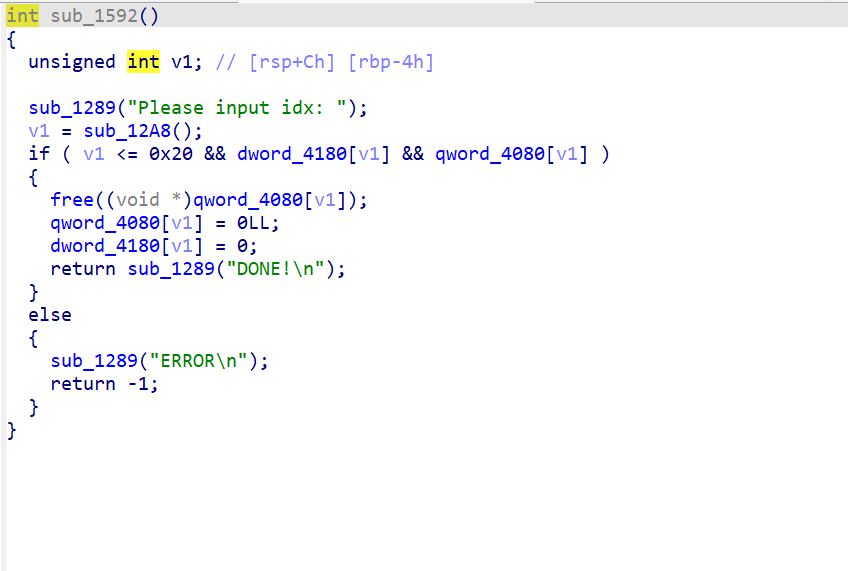 int sub_1592()
{
  unsigned int v1; // [rsp+Ch] [rbp-4h]

  sub_1289("Please input idx: ");
  v1 = sub_12A8();
  if ( v1 <= 0x20 && dword_4180[v1] && qword_4080[v1] )
  {
    free((void *)qword_4080[v1]);
    qword_4080[v1] = 0LL;
    dword_4180[v1] = 0;
    return sub_1289("DONE!\n");
  }
  else
  {
    sub_1289("ERROR\n");
    return -1;
  }
}